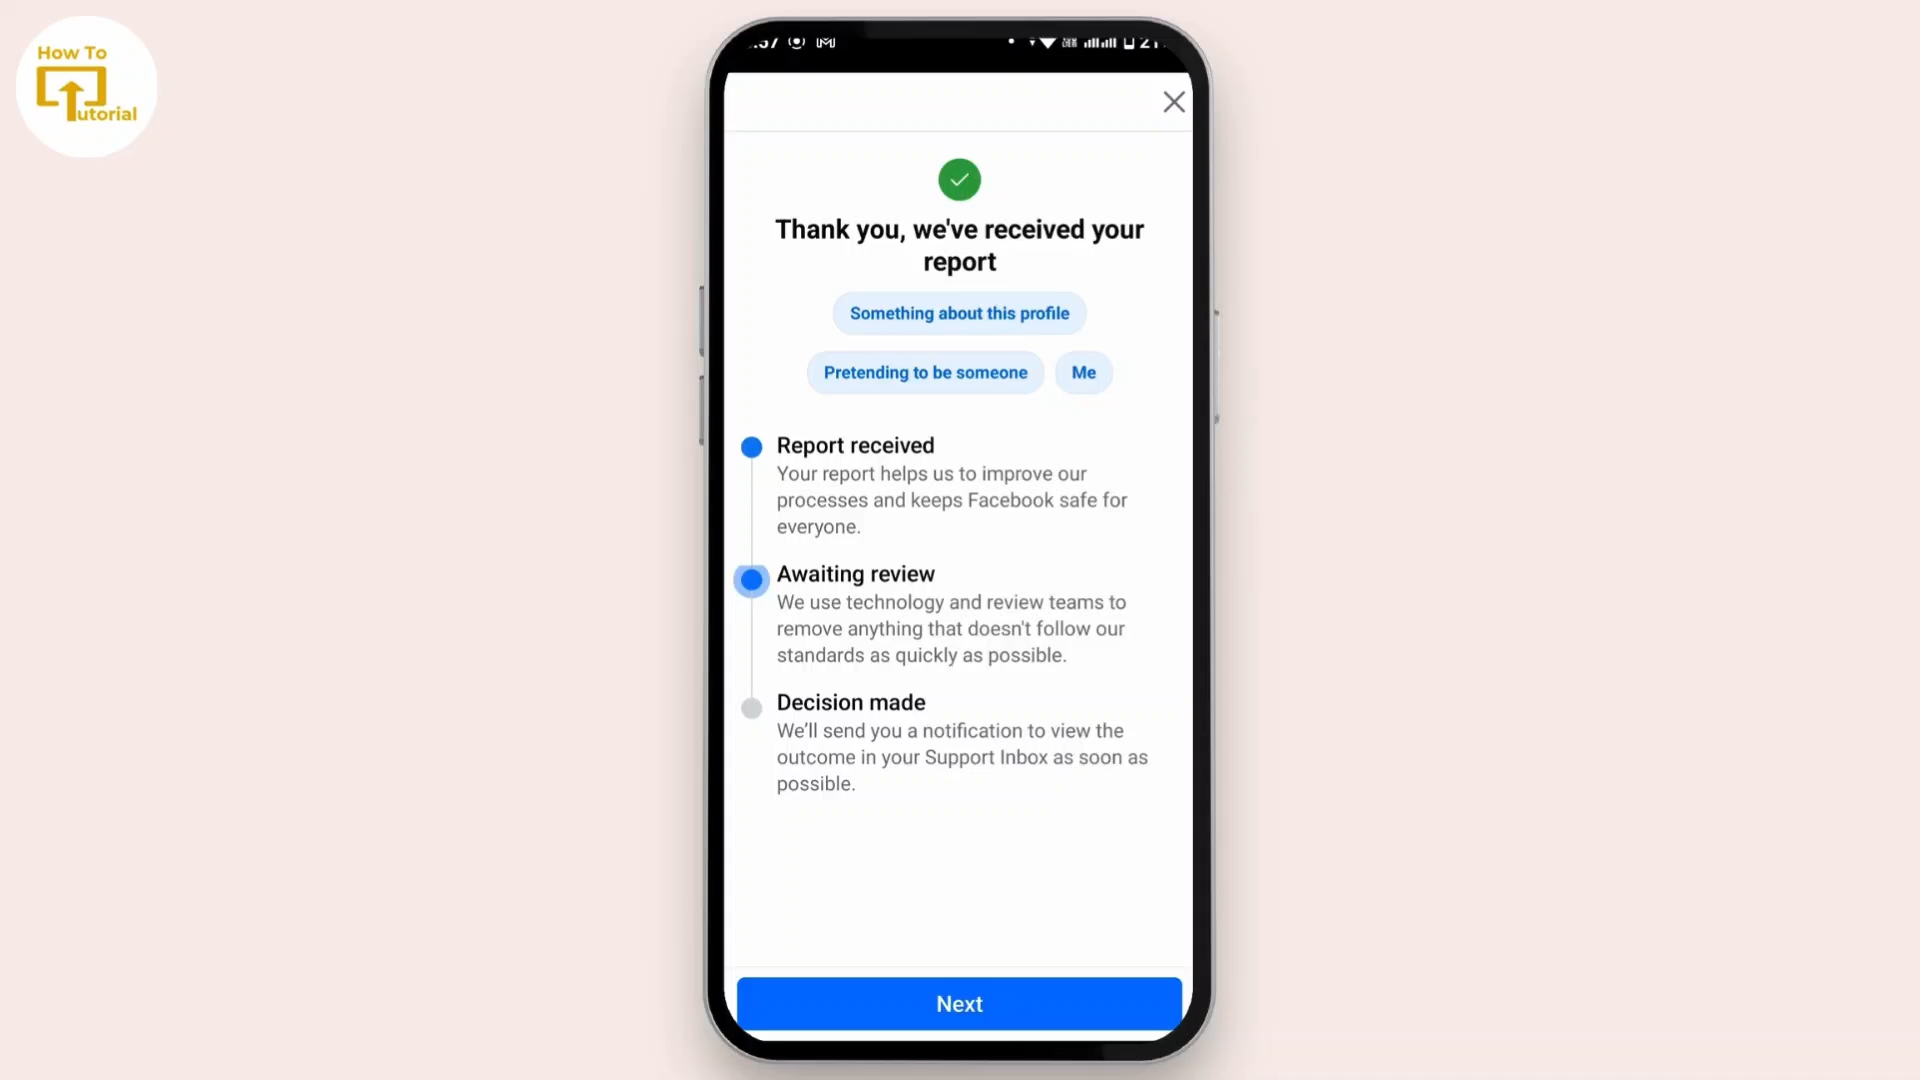 How To
Tutorial
Thank you, we've received your
report
Something about this profile
Pretending to be someone
Me
Report received
Your report helps us to improve our
processes and keeps Facebook safe for
everyone.
Awaiting review
We use technology and review teams to
remove anything that doesn't follow our
standards as quickly as possible.
Decision made
We’ll send you a notification to view the
outcome in your Support Inbox as soon as
possible.
Next